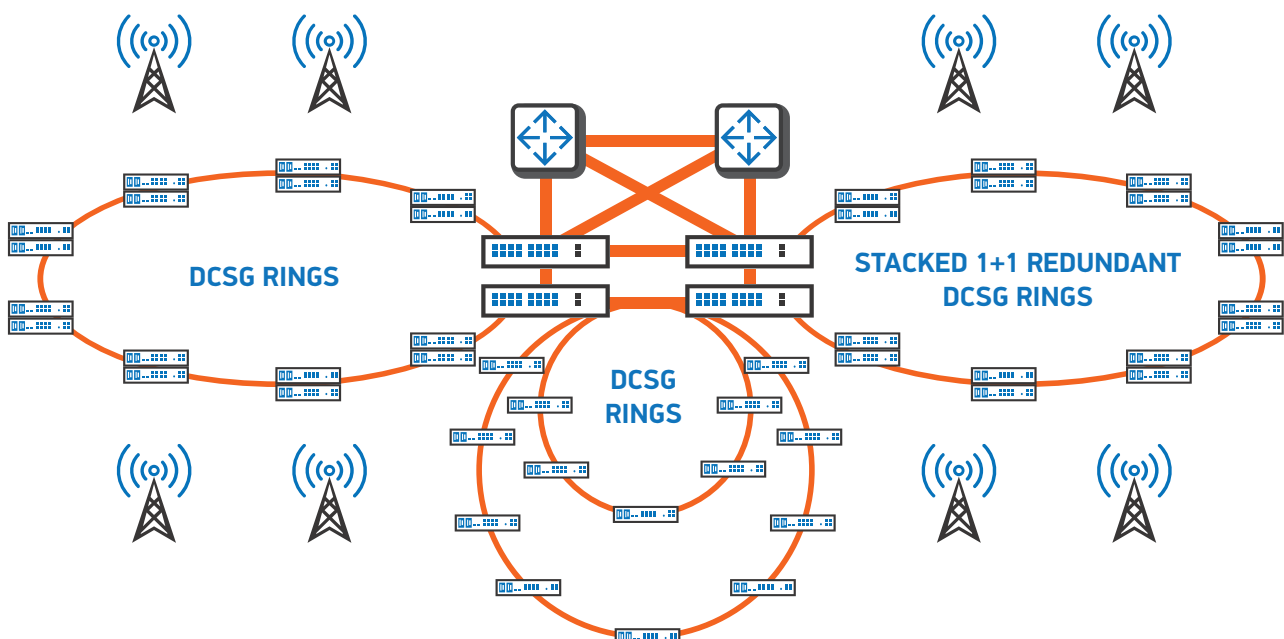 DCSG RINGS
STACKED 1+1 REDUNDANT
DCSG RINGS
DCSG
RINGS